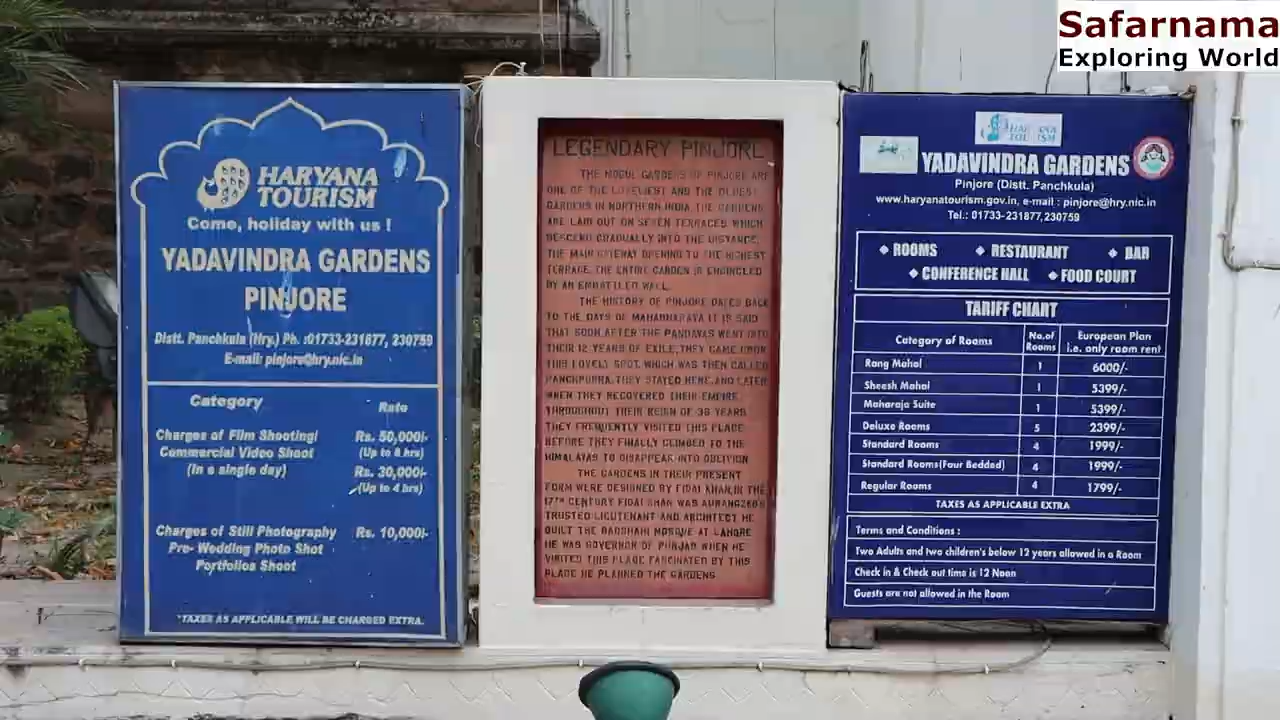 Safarnama
Exploring World
HARYANA
TOURISM
Come, holiday with us !
YADAVINDRA GARDENS
PINJORE
Distt. Panchkula (Hry.) Ph. :01733-231877, 230759
E-mail: pinjore@hry.nic.in
Category Rate
Charges of Film Shooting/ Rs. 50,000/-
Commercial Video Shoot (Up to 8 hrs)
(In a single day) Rs. 30,000/-
(Up to 4 hrs)
Charges of Still Photography Rs. 10,000/-
Pre- Wedding Photo Shot
Portfolios Shoot
*TAXES AS APPLICABLE WILL BE CHARGED EXTRA.
LEGENDARY PINJORE
THE MOGUL GARDENS OF PINJORE ARE
ONE OF THE LOVELIEST AND THE OLDEST
GARDENS IN NORTHERN INDIA. THE GARDENS
ARE LAID OUT ON SEVEN TERRACES WHICH
DESCEND GRADUALLY INTO THE DISTANCE,
THE MAIN GATEWAY OPENING TO THE HIGHEST
TERRACE. THE ENTIRE GARDEN IS ENCIRCLED
BY AN EMBATTLED WALL.
THE HISTORY OF PINJORE DATES BACK
TO THE DAYS OF MAHABHARATA IT IS SAID
THAT SOON AFTER THE PANDAVAS WENT INTO
THEIR 12 YEARS OF EXILE, THEY CAME UPON
THIS LOVELY SPOT, WHICH WAS THEN CALLED
PANCHPURA. THEY STAYED HERE, AND LATER
WHEN THEY RECOVERED THEIR EMPIRE,
THROUGHOUT THEIR REIGN OF 36 YEARS
THEY FREQUENTLY VISITED THIS PLACE
BEFORE THEY FINALLY CLIMBED TO THE
HIMALAYAS TO DISAPPEAR INTO OBLIVION
THE GARDENS IN THEIR PRESENT
FORM WERE DESIGNED BY FIDAI KHAN, IN THE
17TH CENTURY FIDAI KHAN WAS AURANGZEB'S
TRUSTED LIEUTENANT AND ARCHITECT. HE
BUILT THE BADSHAHI MOSQUE AT LAHORE
HE WAS GOVERNOR OF PUNJAB WHEN HE
VISITED THIS PLACE FASCINATED BY THIS
PLACE HE PLANNED THE GARDENS
HARYANA
TOURISM
YADAVINDRA GARDENS
Pinjore (Distt. Panchkula)
www.haryanatourism.gov.in, e-mail : pinjore@hry.nic.in
Tel.: 01733-231877,230759
◆ ROOMS ◆ RESTAURANT ◆ BAR
◆ CONFERENCE HALL ◆ FOOD COURT
TARIFF CHART
Category of Rooms No.of Rooms European Plan (i.e. only room rent)
Rang Mahal 1 6000/-
Sheesh Mahal 1 5399/-
Maharaja Suite 1 5399/-
Deluxe Rooms 5 2399/-
Standard Rooms 4 1999/-
Standard Rooms(Four Bedded) 4 1999/-
Regular Rooms 4 1799/-
TAXES AS APPLICABLE EXTRA
Terms and Conditions :
Two Adults and two children's below 12 years allowed in a Room
Check in & Check out time is 12 Noon
Guests are not allowed in the Room